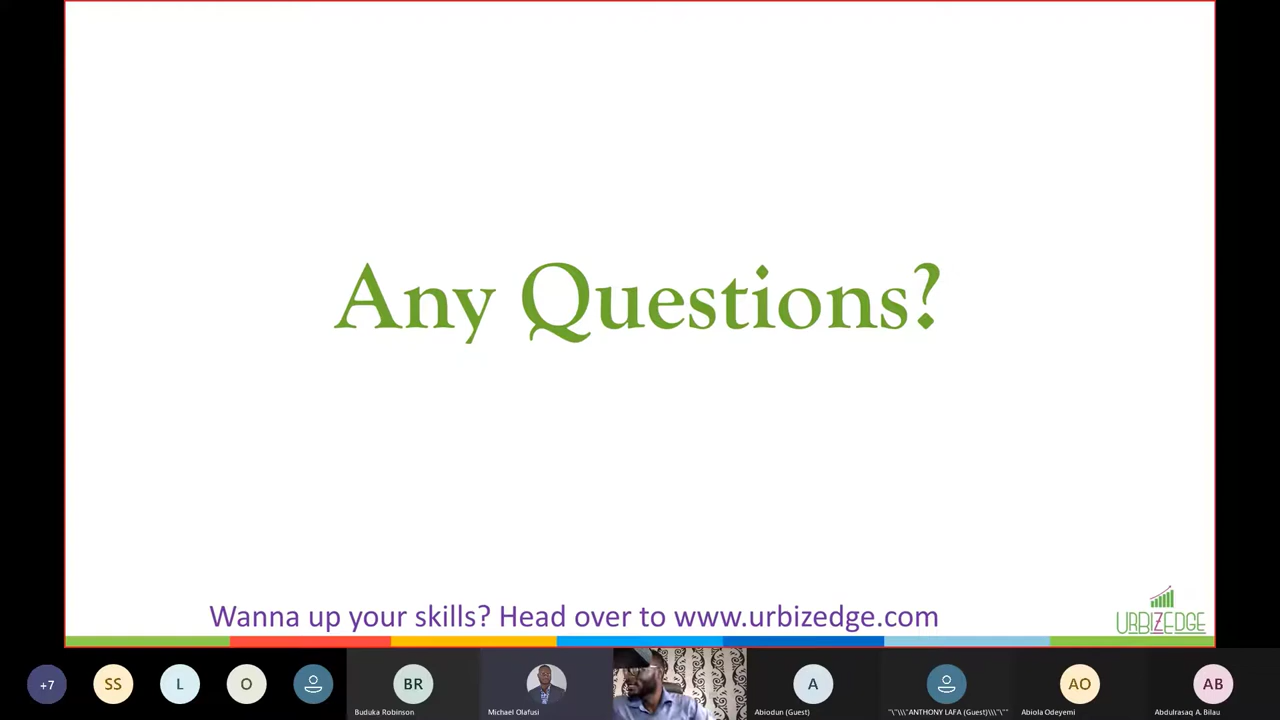 Any Questions?
Wanna up your skills? Head over to www.urbizedge.com
URBIZEDGE
+7
SS
L
O
BR
Buduka Robinson
Michael Olafusi
A
Abiodun (Guest)
"\"\\\"ANTHONY LAFA (Guest)\\\"\""
AO
Abiola Odeyemi
AB
Abdulrasaq A. Bilau